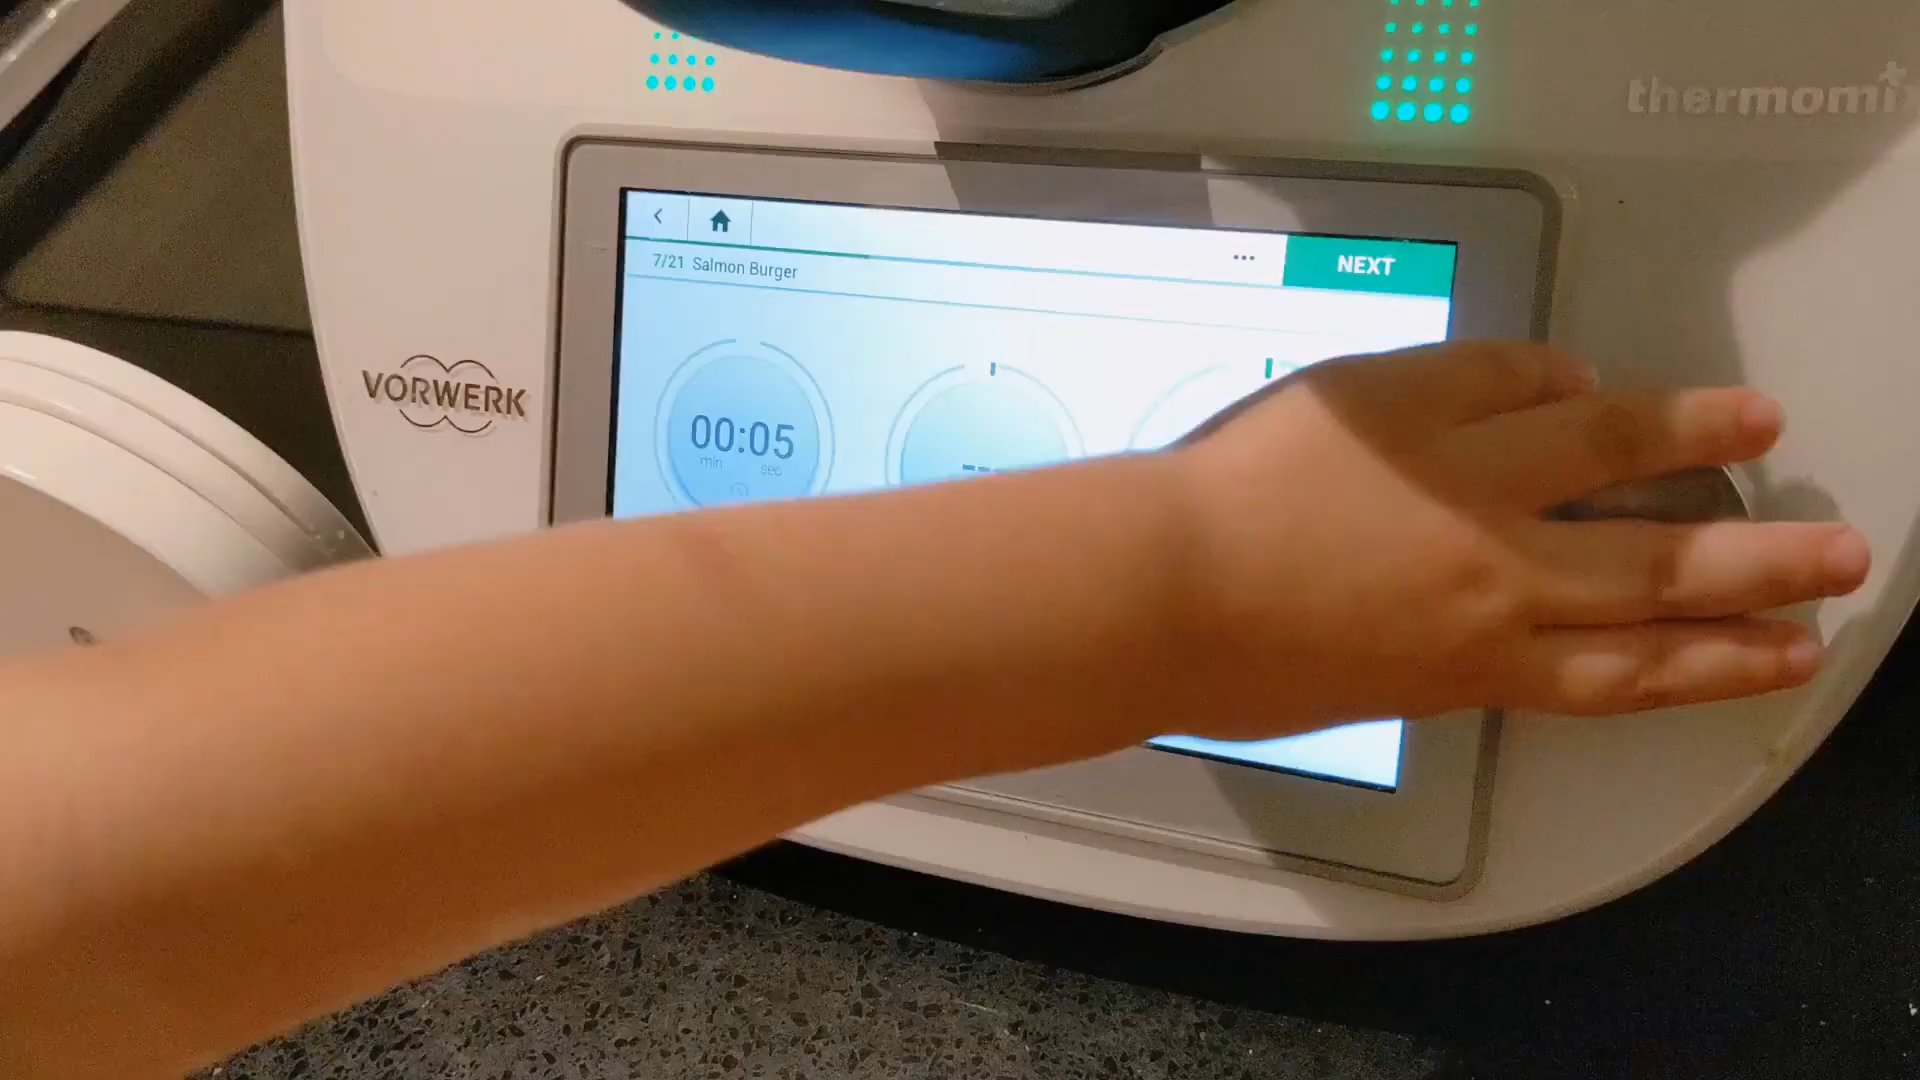 thermomix
NEXT
7/21 Salmon Burger
VORWERK
00:05
min sec